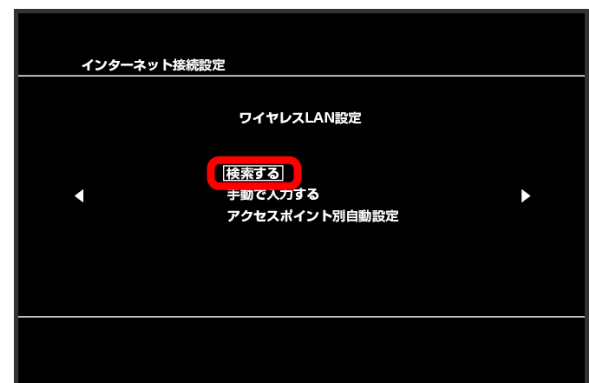 インターネット接続設定
ワイヤレスLAN設定
検索する
手動で入力する
アクセスポイント別自動設定